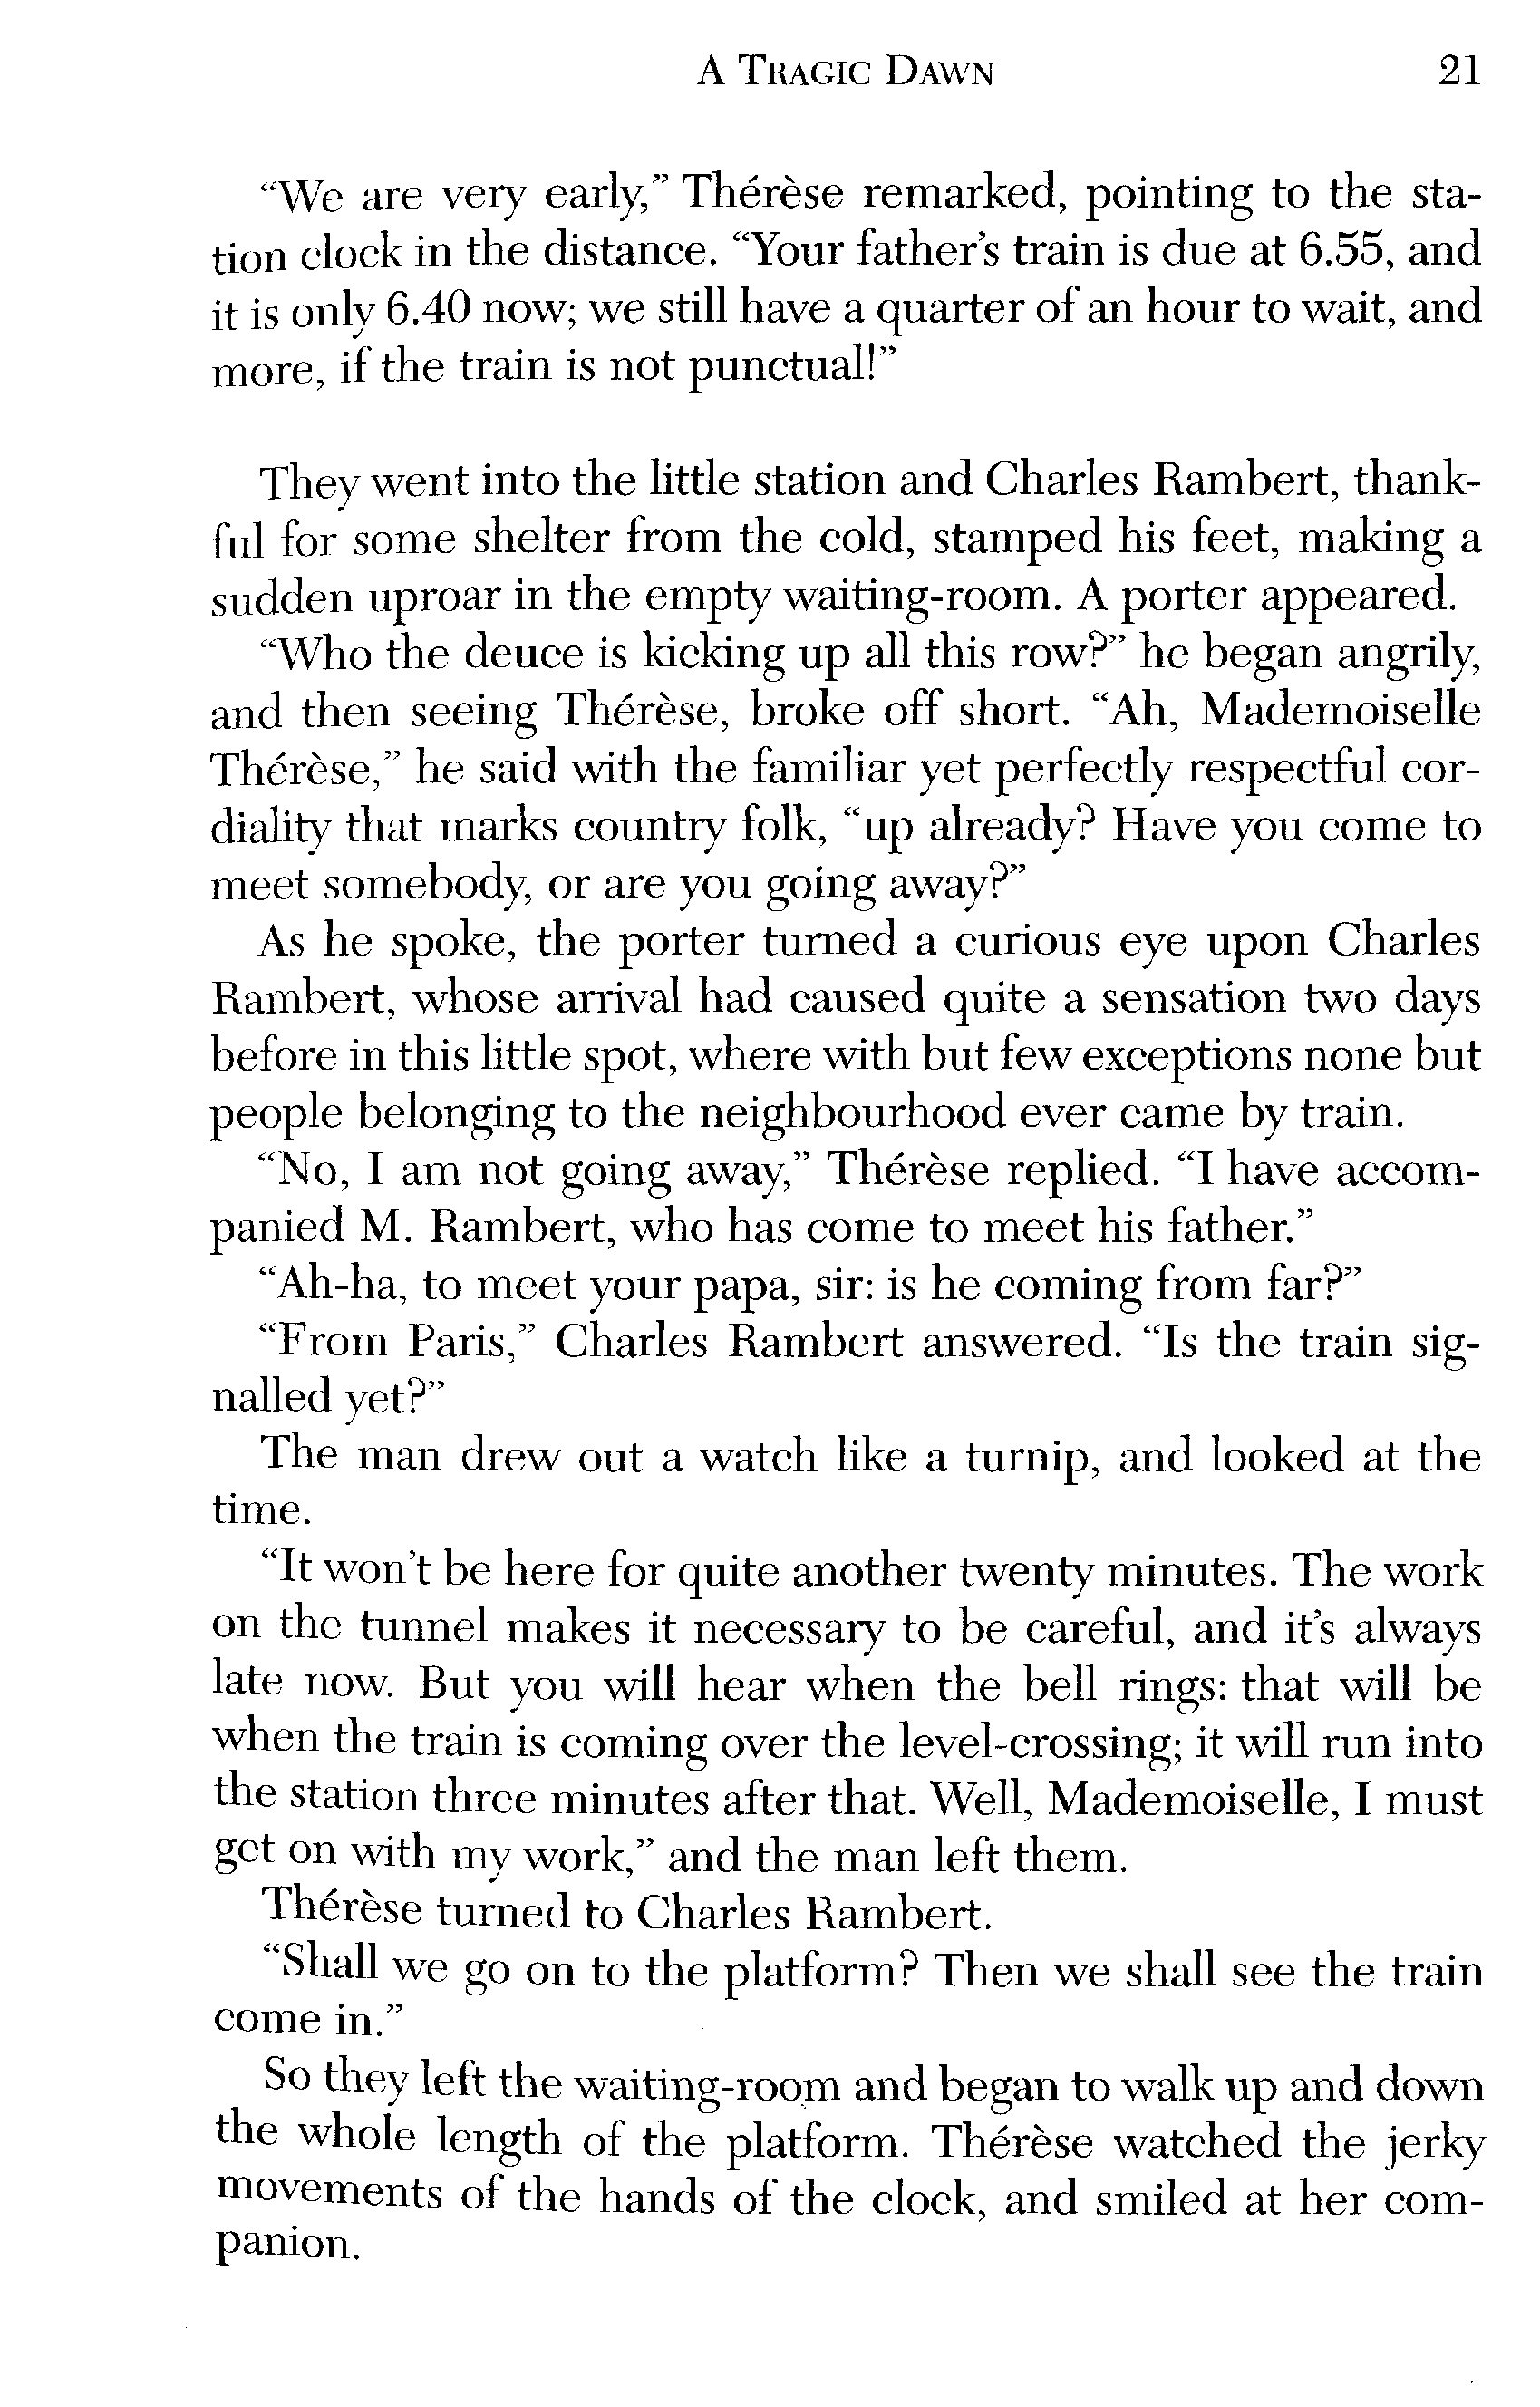 A TRAGIC DAWN 21
“We are very early,” Thérèse remarked, pointing to the sta-
tion clock in the distance. “Your father’s train is due at 6.55, and
it is only 6.40 now; we still have a quarter of an hour to wait, and
more, if the train is not punctual!”
They went into the little station and Charles Rambert, thank-
ful for some shelter from the cold, stamped his feet, making a
sudden uproar in the empty waiting-room. A porter appeared.
“Who the deuce is kicking up all this row?” he began angrily,
and then seeing Thérèse, broke off short. “Ah, Mademoiselle
Thérèse,” he said with the familiar yet perfectly respectful cor-
diality that marks country folk, “up already? Have you come to
meet somebody, or are you going away?”
As he spoke, the porter turned a curious eye upon Charles
Rambert, whose arrival had caused quite a sensation two days
before in this little spot, where with but few exceptions none but
people belonging to the neighbourhood ever came by train.
“No, I am not going away,” Thérèse replied. “I have accom-
panied M. Rambert, who has come to meet his father.”
“Ah-ha, to meet your papa, sir: is he coming from far?”
“From Paris,” Charles Rambert answered. “Is the train sig-
nalled yet?”
The man drew out a watch like a turnip, and looked at the
time.
“It won’t be here for quite another twenty minutes. The work
on the tunnel makes it necessary to be careful, and it’s always
late now. But you will hear when the bell rings: that will be
when the train is coming over the level-crossing; it will run into
the station three minutes after that. Well, Mademoiselle, I must
get on with my work,” and the man left them.
Thérèse turned to Charles Rambert.
“Shall we go on to the platform? Then we shall see the train
come in.”
So they left the waiting-room and began to walk up and down
the whole length of the platform. Thérèse watched the jerky
movements of the hands of the clock, and smiled at her com-
panion.